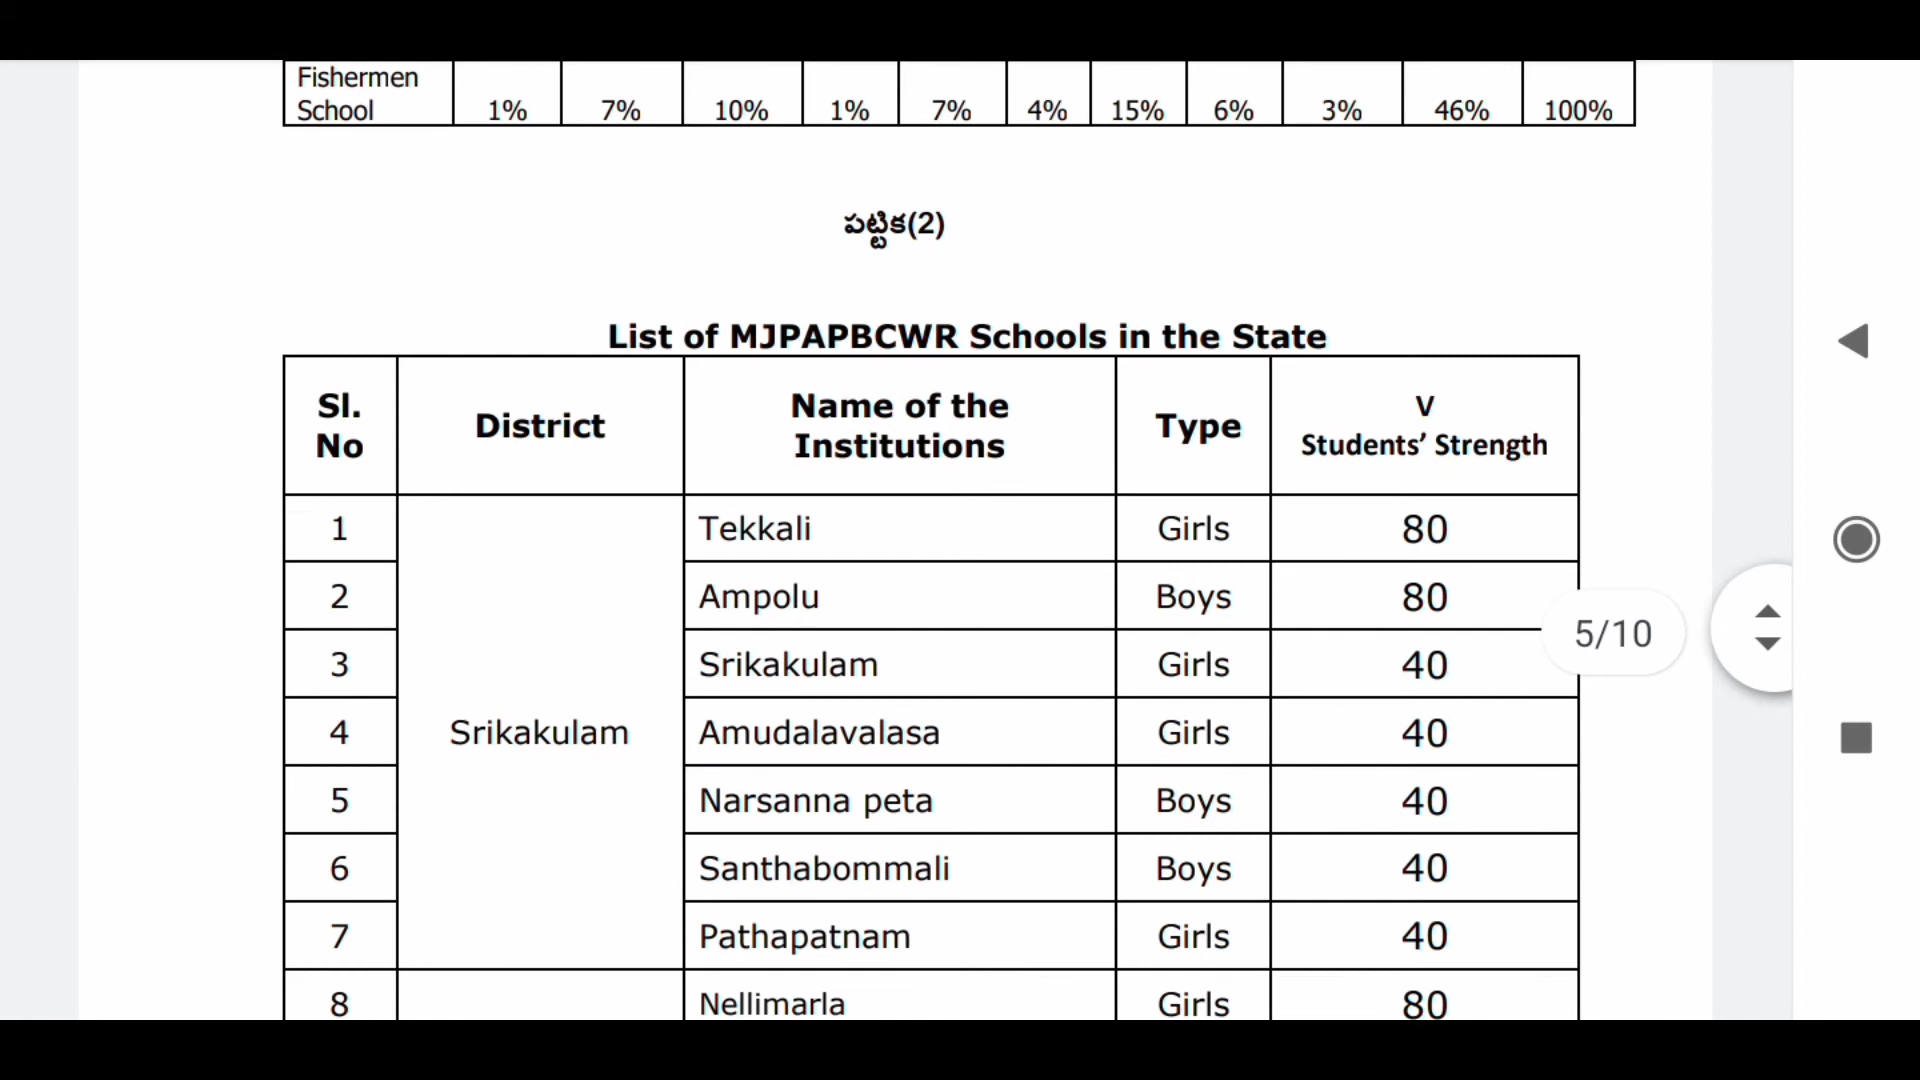 Fishermen
School 1% 7% 10% 1% 7% 4% 15% 6% 3% 46% 100%
పట్టిక(2)
List of MJPAPBCWR Schools in the State
Sl. No District Name of the Institutions Type V Students' Strength
1 Srikakulam Tekkali Girls 80
2 Ampolu Boys 80
3 Srikakulam Girls 40
4 Amudalavalasa Girls 40
5 Narsanna peta Boys 40
6 Santhabommali Boys 40
7 Pathapatnam Girls 40
8 Nellimarla Girls 80
5/10